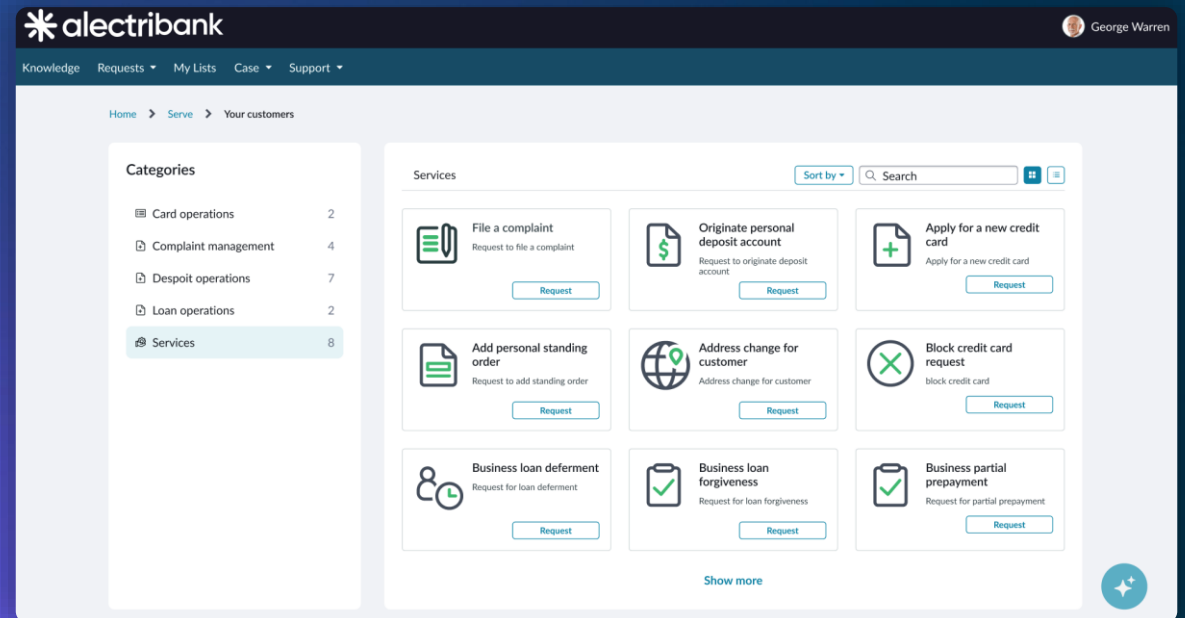 alectribank
George Warren
Knowledge Requests My Lists Case Support
Home Serve Your customers
Categories
Card operations 2
Complaint management 4
Despoit operations 7
Loan operations 2
Services 8
Services
Sort by
Search
File a complaint
Request to file a complaint
Request
Originate personal
deposit account
Request to originate deposit
account
Request
Apply for a new credit
card
Apply for a new credit card
Request
Add personal standing
order
Request to add standing order
Request
Address change for
customer
Address change for customer
Request
Block credit card
request
block credit card
Request
Business loan deferment
Request for loan deferment
Request
Business loan
forgiveness
Request for loan forgiveness
Request
Business partial
prepayment
Request for partial prepayment
Request
Show more